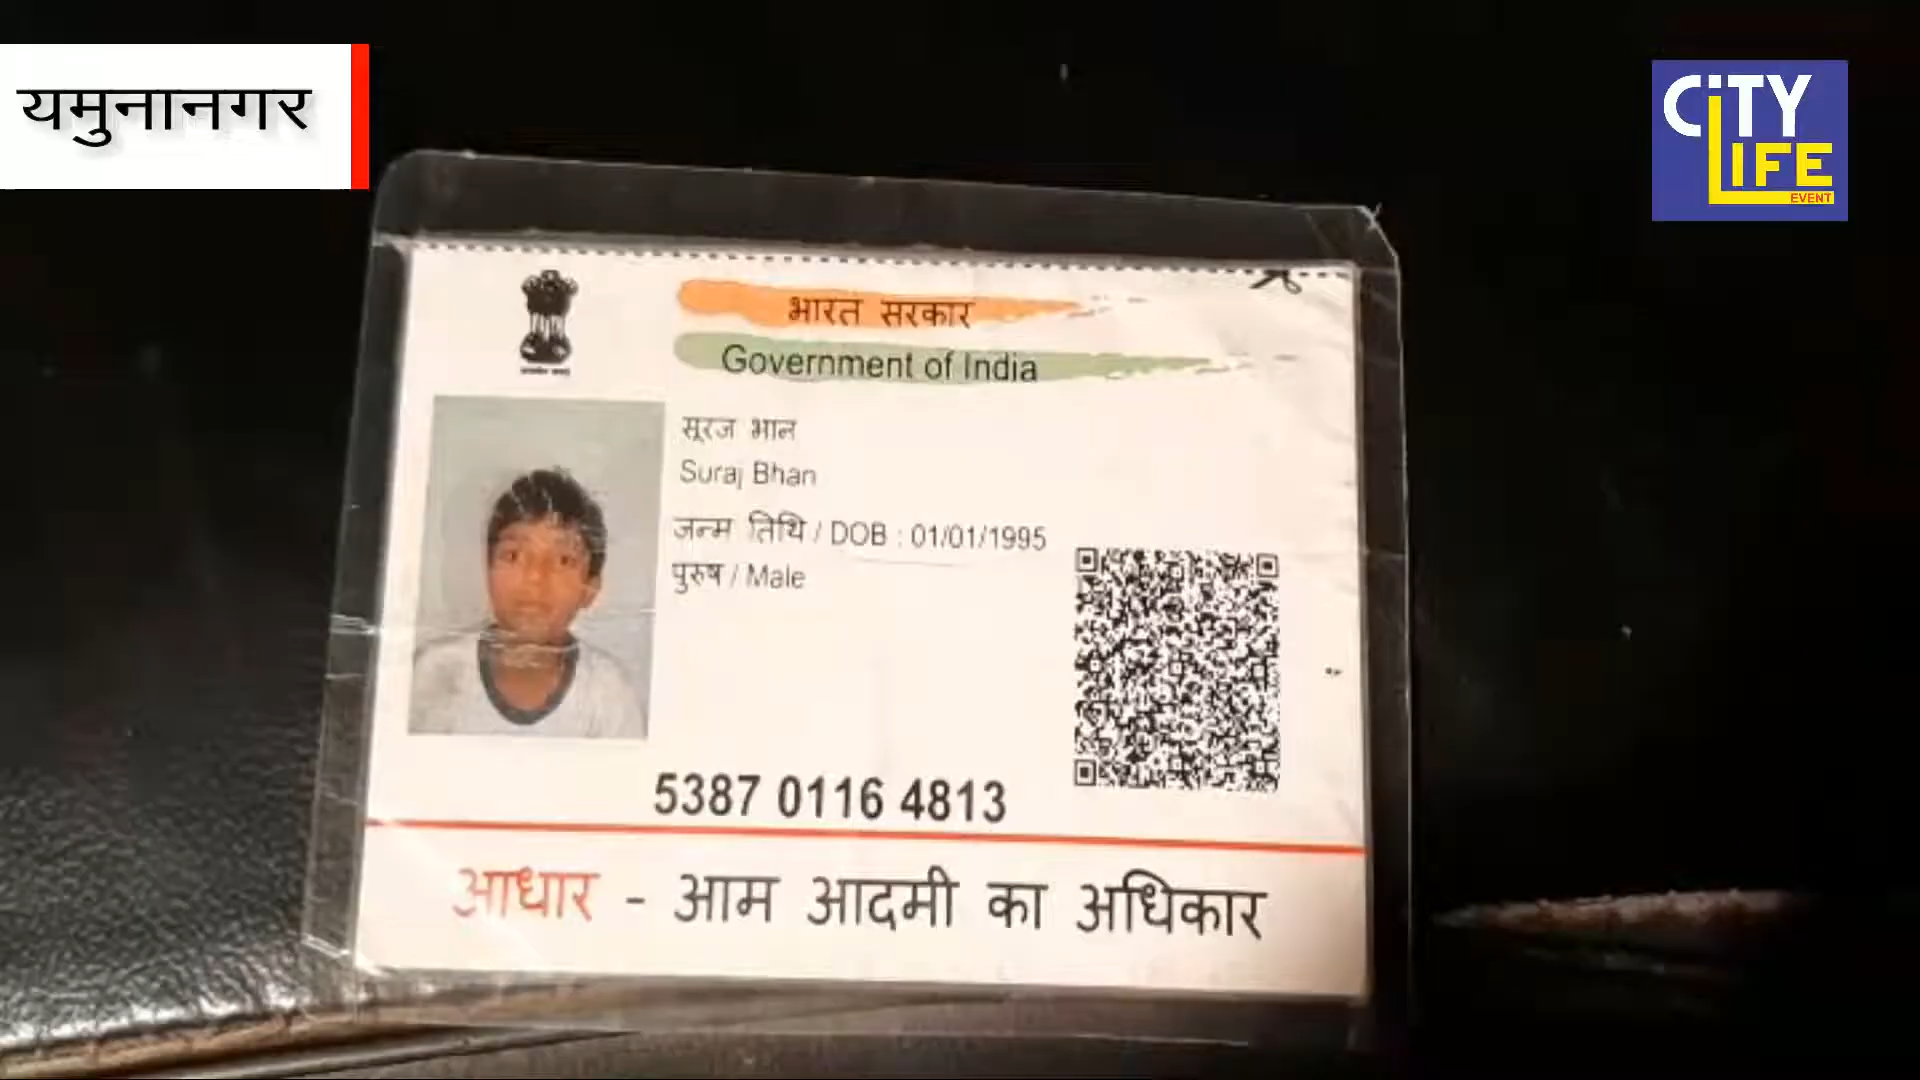 यमुनानगर
CiTY
LIFE
EVENT
भारत सरकार
Government of India
सूरज भान
Suraj Bhan
जन्म तिथि / DOB : 01/01/1995
पुरुष / Male
5387 0116 4813
आधार - आम आदमी का अधिकार